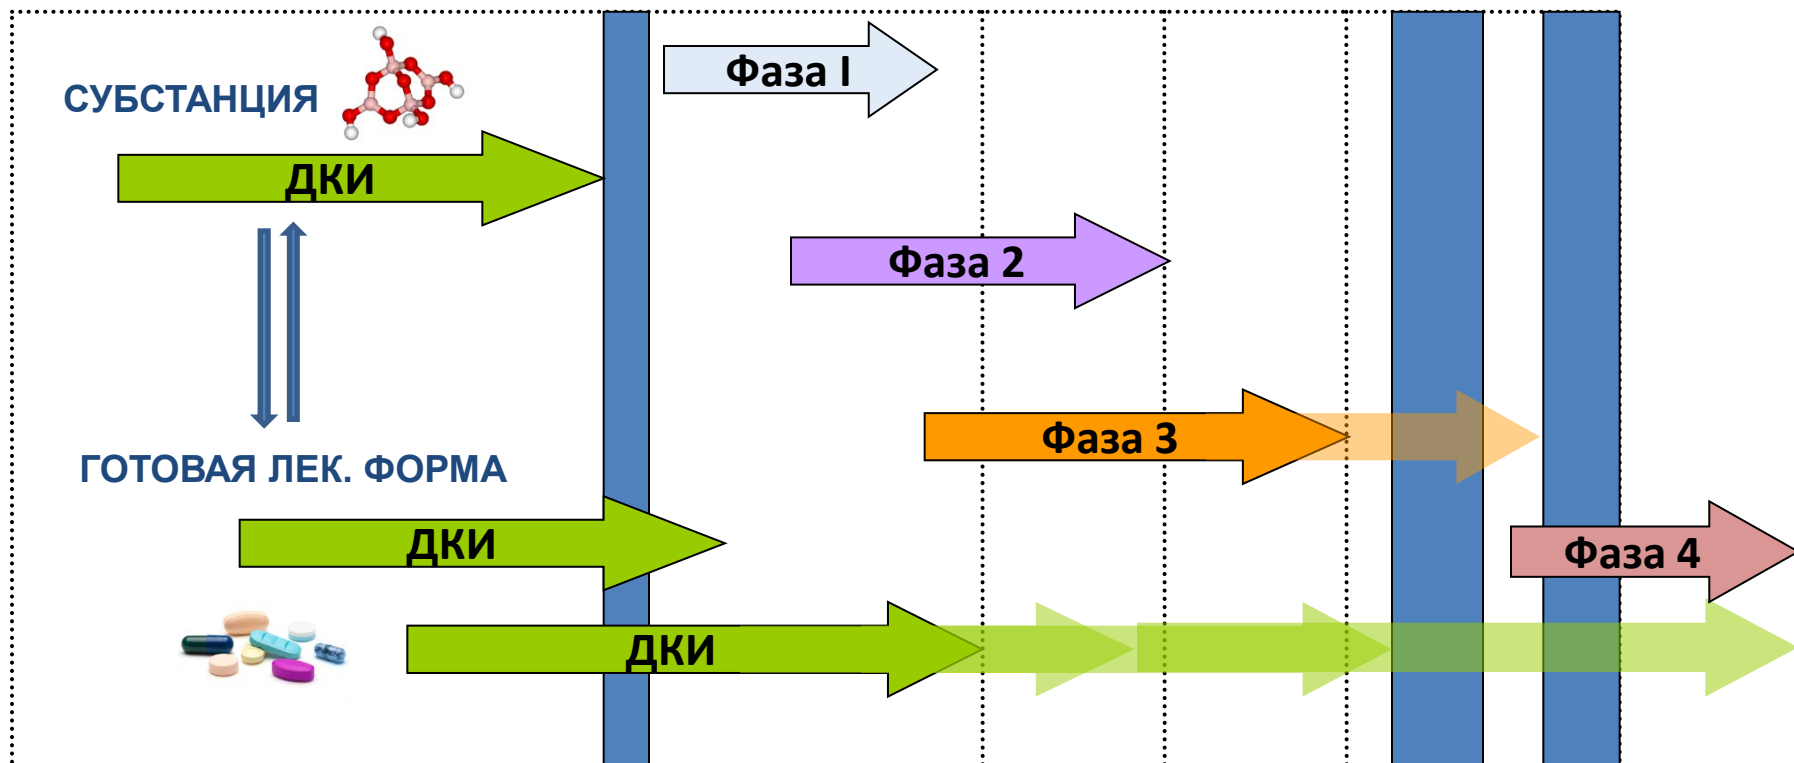 Фаза I
СУБСТАНЦИЯ
ДКИ
Фаза 2
Фаза 3
ГОТОВАЯ ЛЕК. ФОРМА
ДКИ
Фаза 4
ДКИ